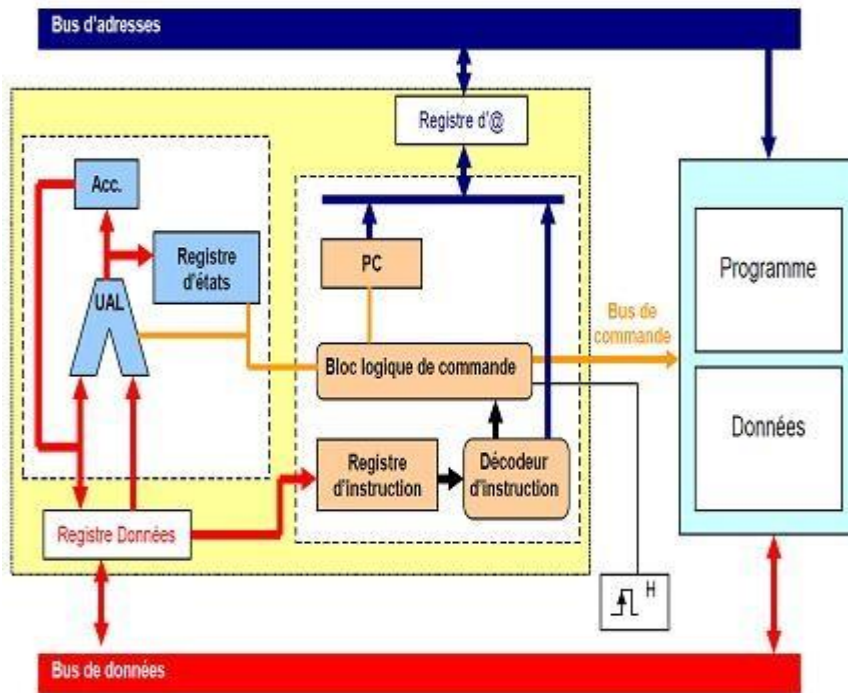 Bus d'adresses
Registre d'@
Acc.
Registre
d'états
PC
UAL
Programme
Bus de
commande
Bloc logique de commande
Données
Registre
d'instruction
Décodeur
d'instruction
Registre Données
H
Bus de données